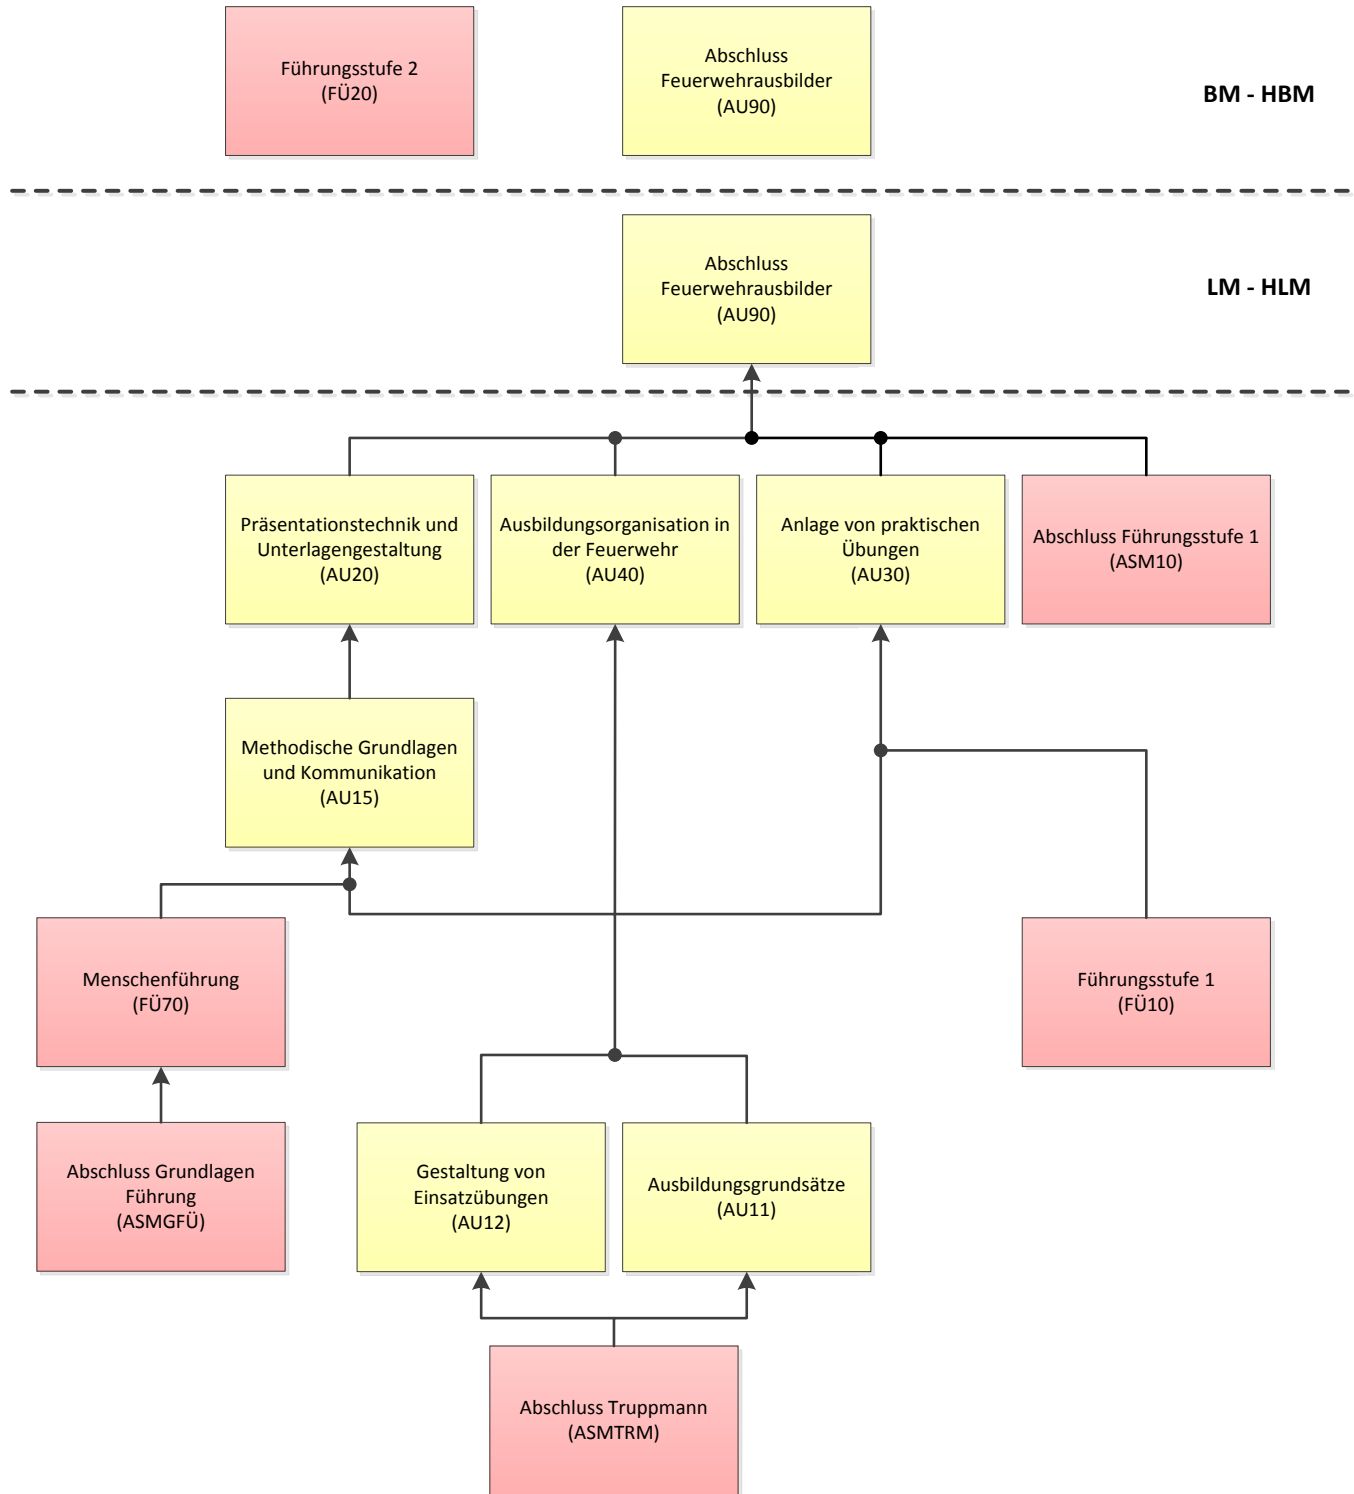 Führungsstufe 2
(FÜ20)
Abschluss
Feuerwehrausbilder
(AU90)
BM - HBM
Abschluss
Feuerwehrausbilder
(AU90)
LM - HLM
Präsentationstechnik und
Unterlagengestaltung
(AU20)
Ausbildungsorganisation in
der Feuerwehr
(AU40)
Anlage von praktischen
Übungen
(AU30)
Abschluss Führungsstufe 1
(ASM10)
Methodische Grundlagen
und Kommunikation
(AU15)
Menschenführung
(FÜ70)
Führungsstufe 1
(FÜ10)
Abschluss Grundlagen
Führung
(ASMGFÜ)
Gestaltung von
Einsatzübungen
(AU12)
Ausbildungsgrundsätze
(AU11)
Abschluss Truppmann
(ASMTRM)